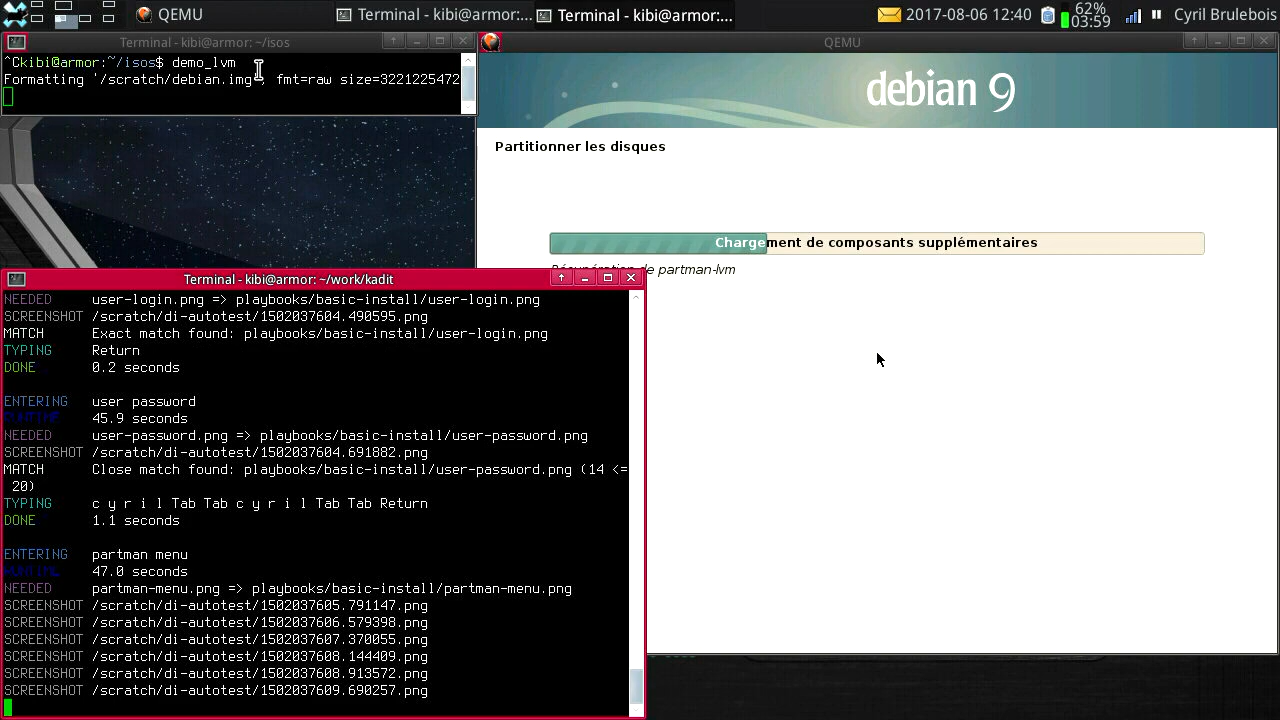 QEMU
Terminal - kibi@armor:...
Terminal - kibi@armor:...
2017-08-06 12:40
62%
03:59
Cyril Brulebois
Terminal - kibi@armor: ~/isos
^Ckibi@armor:~/isos$ demo_lvm
Formatting '/scratch/debian.img', fmt=raw size=3221225472
QEMU
debian 9
Partitionner les disques
Chargement de composants supplémentaires
Récupération de partman-lvm
Terminal - kibi@armor: ~/work/kadit
NEEDED user-login.png => playbooks/basic-install/user-login.png
SCREENSHOT /scratch/di-autotest/1502037604.490595.png
MATCH Exact match found: playbooks/basic-install/user-login.png
TYPING Return
DONE 0.2 seconds
ENTERING user password
RUNTIME 45.9 seconds
NEEDED user-password.png => playbooks/basic-install/user-password.png
SCREENSHOT /scratch/di-autotest/1502037604.691882.png
MATCH Close match found: playbooks/basic-install/user-password.png (14 <=
20)
TYPING c y r i l Tab Tab c y r i l Tab Tab Return
DONE 1.1 seconds
ENTERING partman menu
RUNTIME 47.0 seconds
NEEDED partman-menu.png => playbooks/basic-install/partman-menu.png
SCREENSHOT /scratch/di-autotest/1502037605.791147.png
SCREENSHOT /scratch/di-autotest/1502037606.579398.png
SCREENSHOT /scratch/di-autotest/1502037607.370055.png
SCREENSHOT /scratch/di-autotest/1502037608.144409.png
SCREENSHOT /scratch/di-autotest/1502037608.913572.png
SCREENSHOT /scratch/di-autotest/1502037609.690257.png